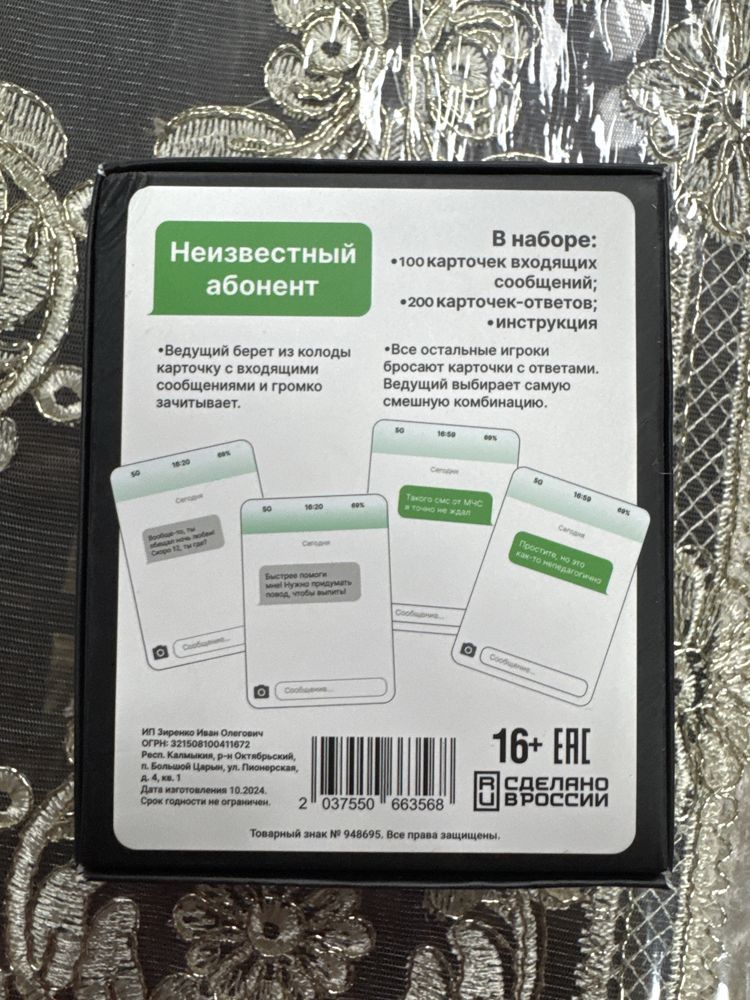 Неизвестный
абонент
В наборе:
•100 карточек входящих
сообщений;
•200 карточек-ответов;
•инструкция
•Ведущий берет из колоды
карточку с входящими
сообщениями и громко
зачитывает.
•Все остальные игроки
бросают карточки с ответами.
Ведущий выбирает самую
смешную комбинацию.
5G 16:20 69%
Сегодня
Вообще-то, ты
обещал ночь любви!
Скоро 12, ты где?
Сообщение...
5G 16:20 69%
Сегодня
Быстрее помоги
мне! Нужно придумать
повод, чтобы выпить!
Сообщение...
5G 16:59 69%
Сегодня
Такого смс от МЧС
я точно не ждал
Сообщение...
5G 16:59 69%
Сегодня
Простите, но это
как-то непедагогично
Сообщение...
ИП Зиренко Иван Олегович
ОГРН: 321508100411672
Респ. Калмыкия, р-н Октябрьский,
п. Большой Царын, ул. Пионерская,
д. 4, кв. 1
Дата изготовления 10.2024.
Срок годности не ограничен.
2 037550 663568
16+ EAC
RU СДЕЛАНО
В РОССИИ
Товарный знак № 948695. Все права защищены.